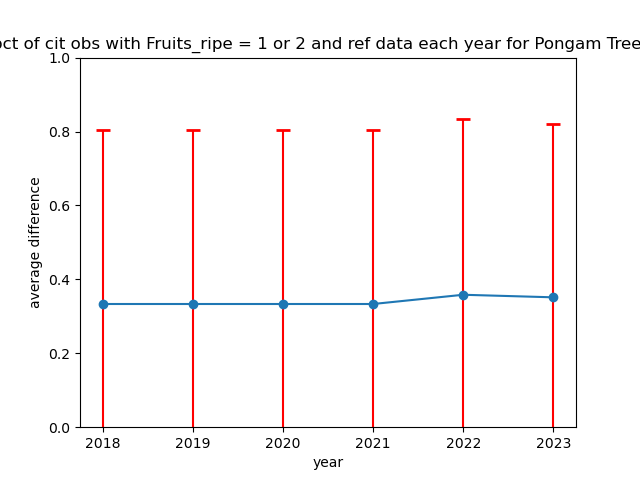 of cit obs with Fruits_ripe = 1 or 2 and ref data each year for Pongam Tree
1.0
0.8
0.6
0.4
0.2
0.0
average difference
2018 2019 2020 2021 2022 2023
year